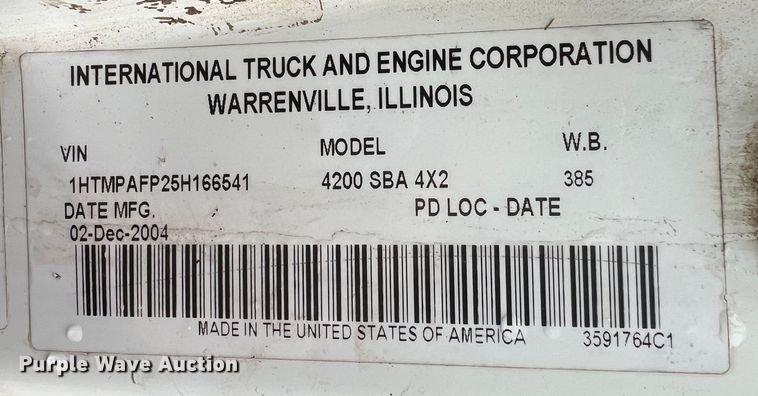 INTERNATIONAL TRUCK AND ENGINE CORPORATION
WARRENVILLE, ILLINOIS
VIN MODEL W.B.
1HTMPAFP25H166541 4200 SBA 4X2 385
DATE MFG. PD LOC - DATE
02-Dec-2004
MADE IN THE UNITED STATES OF AMERICA 3591764C1
Purple Wave Auction